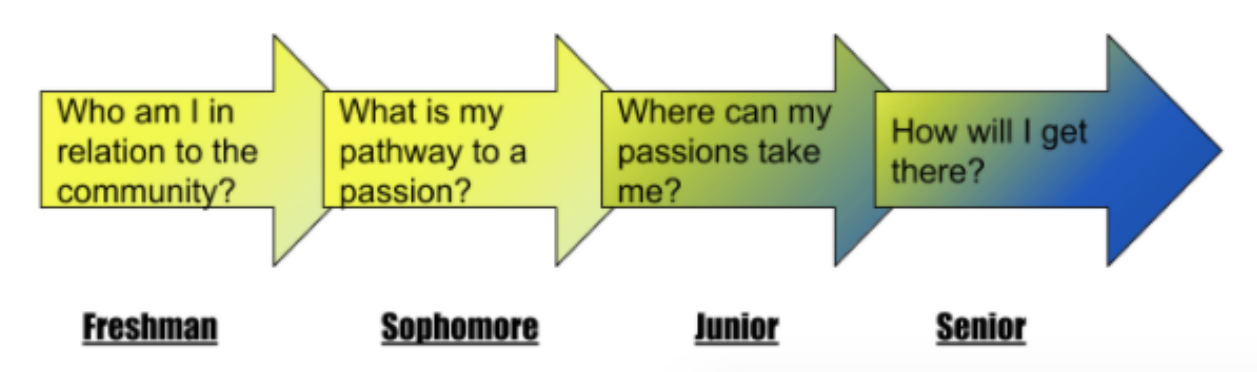 Who am I in
relation to the
community?
What is my
pathway to a
passion?
Where can my
passions take
me?
How will I get
there?
Freshman
Sophomore
Junior
Senior